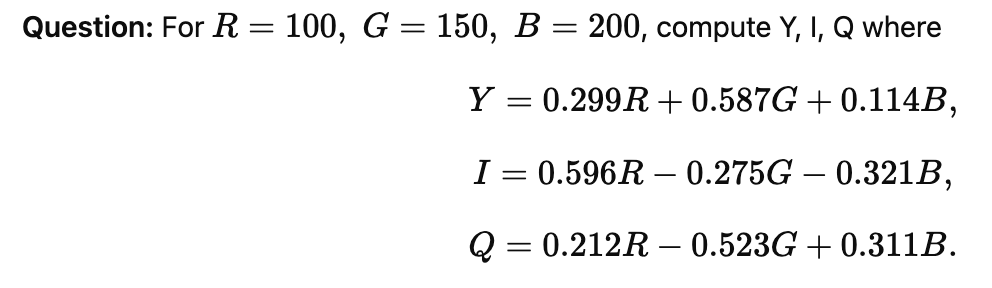 Question: For R = 100, G = 150, B = 200, compute Y, I, Q where
Y = 0.299R + 0.587G + 0.114B,
I = 0.596R − 0.275G − 0.321B,
Q = 0.212R − 0.523G + 0.311B.